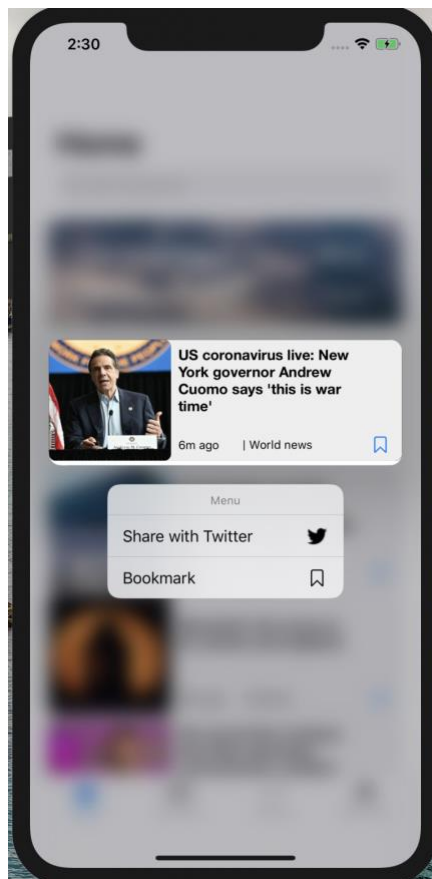 2:30
US coronavirus live: New
York governor Andrew
Cuomo says 'this is war
time'
6m ago | World news
Menu
Share with Twitter
Bookmark